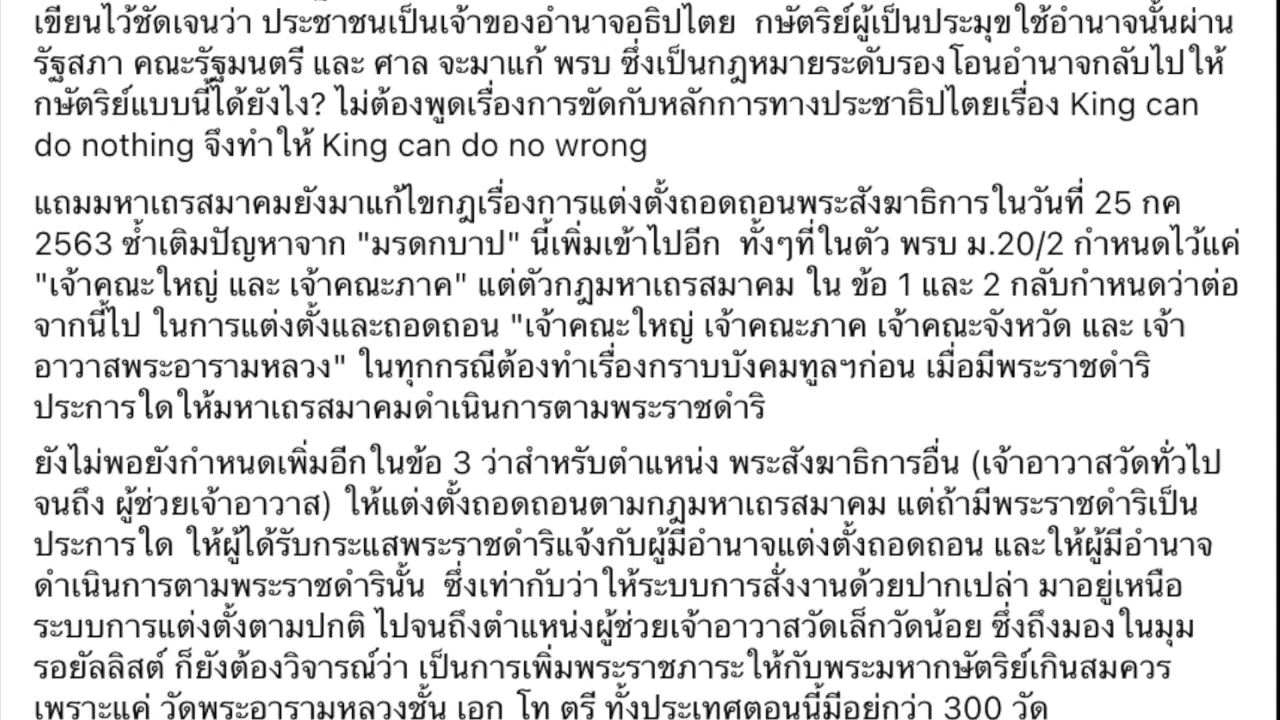 เขียนไว้ชัดเจนว่า ประชาชนเป็นเจ้าของอำนาจอธิปไตย  กษัตริย์ผู้เป็นประมุขใช้อำนาจนั้นผ่าน
รัฐสภา คณะรัฐมนตรี และ ศาล จะมาแก้ พรบ ซึ่งเป็นกฎหมายระดับรองโอนอำนาจกลับไปให้
กษัตริย์แบบนี้ได้ยังไง? ไม่ต้องพูดเรื่องการขัดกับหลักการทางประชาธิปไตยเรื่อง King can
do nothing จึงทำให้ King can do no wrong
แถมมหาเถรสมาคมยังมาแก้ไขกฎเรื่องการแต่งตั้งถอดถอนพระสังฆาธิการในวันที่ 25 กค
2563 ซ้ำเติมปัญหาจาก "มรดกบาป" นี้เพิ่มเข้าไปอีก  ทั้งๆที่ในตัว พรบ ม.20/2 กำหนดไว้แค่
"เจ้าคณะใหญ่ และ เจ้าคณะภาค" แต่ตัวกฎมหาเถรสมาคม ใน ข้อ 1 และ 2 กลับกำหนดว่าต่อ
จากนี้ไป ในการแต่งตั้งและถอดถอน "เจ้าคณะใหญ่ เจ้าคณะภาค เจ้าคณะจังหวัด และ เจ้า
อาวาสพระอารามหลวง" ในทุกกรณีต้องทำเรื่องกราบบังคมทูลฯก่อน เมื่อมีพระราชดำริ
ประการใดให้มหาเถรสมาคมดำเนินการตามพระราชดำริ
ยังไม่พอยังกำหนดเพิ่มอีกในข้อ 3 ว่าสำหรับตำแหน่ง พระสังฆาธิการอื่น (เจ้าอาวาสวัดทั่วไป
จนถึง ผู้ช่วยเจ้าอาวาส) ให้แต่งตั้งถอดถอนตามกฎมหาเถรสมาคม แต่ถ้ามีพระราชดำริเป็น
ประการใด ให้ผู้ได้รับกระแสพระราชดำริแจ้งกับผู้มีอำนาจแต่งตั้งถอดถอน และให้ผู้มีอำนาจ
ดำเนินการตามพระราชดำรินั้น  ซึ่งเท่ากับว่าให้ระบบการสั่งงานด้วยปากเปล่า มาอยู่เหนือ
ระบบการแต่งตั้งตามปกติ ไปจนถึงตำแหน่งผู้ช่วยเจ้าอาวาสวัดเล็กวัดน้อย ซึ่งถึงมองในมุม
รอยัลลิสต์ ก็ยังต้องวิจารณ์ว่า เป็นการเพิ่มพระราชภาระให้กับพระมหากษัตริย์เกินสมควร
เพราะแค่ วัดพระอารามหลวงชั้น เอก โท ตรี ทั้งประเทศตอนนี้มีอยู่กว่า 300 วัด